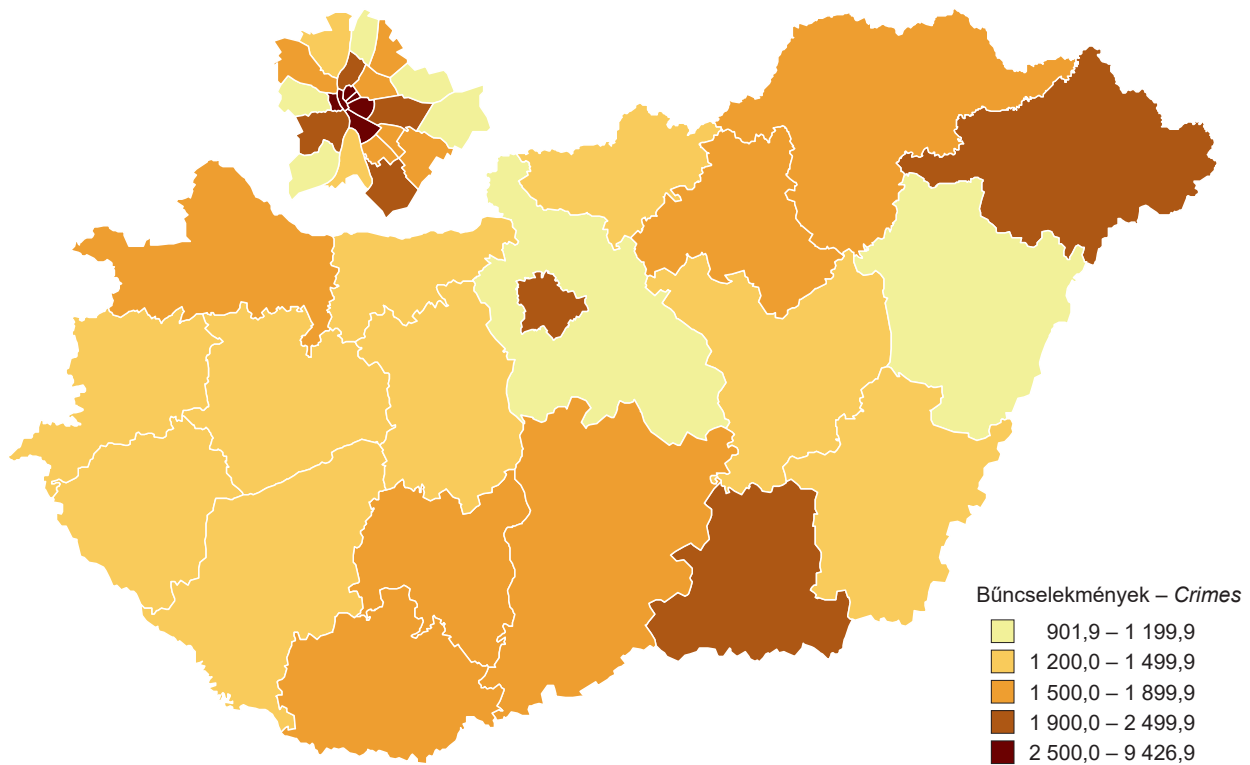 Bűncselekmények – Crimes
901,9 – 1 199,9
1 200,0 – 1 499,9
1 500,0 – 1 899,9
1 900,0 – 2 499,9
2 500,0 – 9 426,9